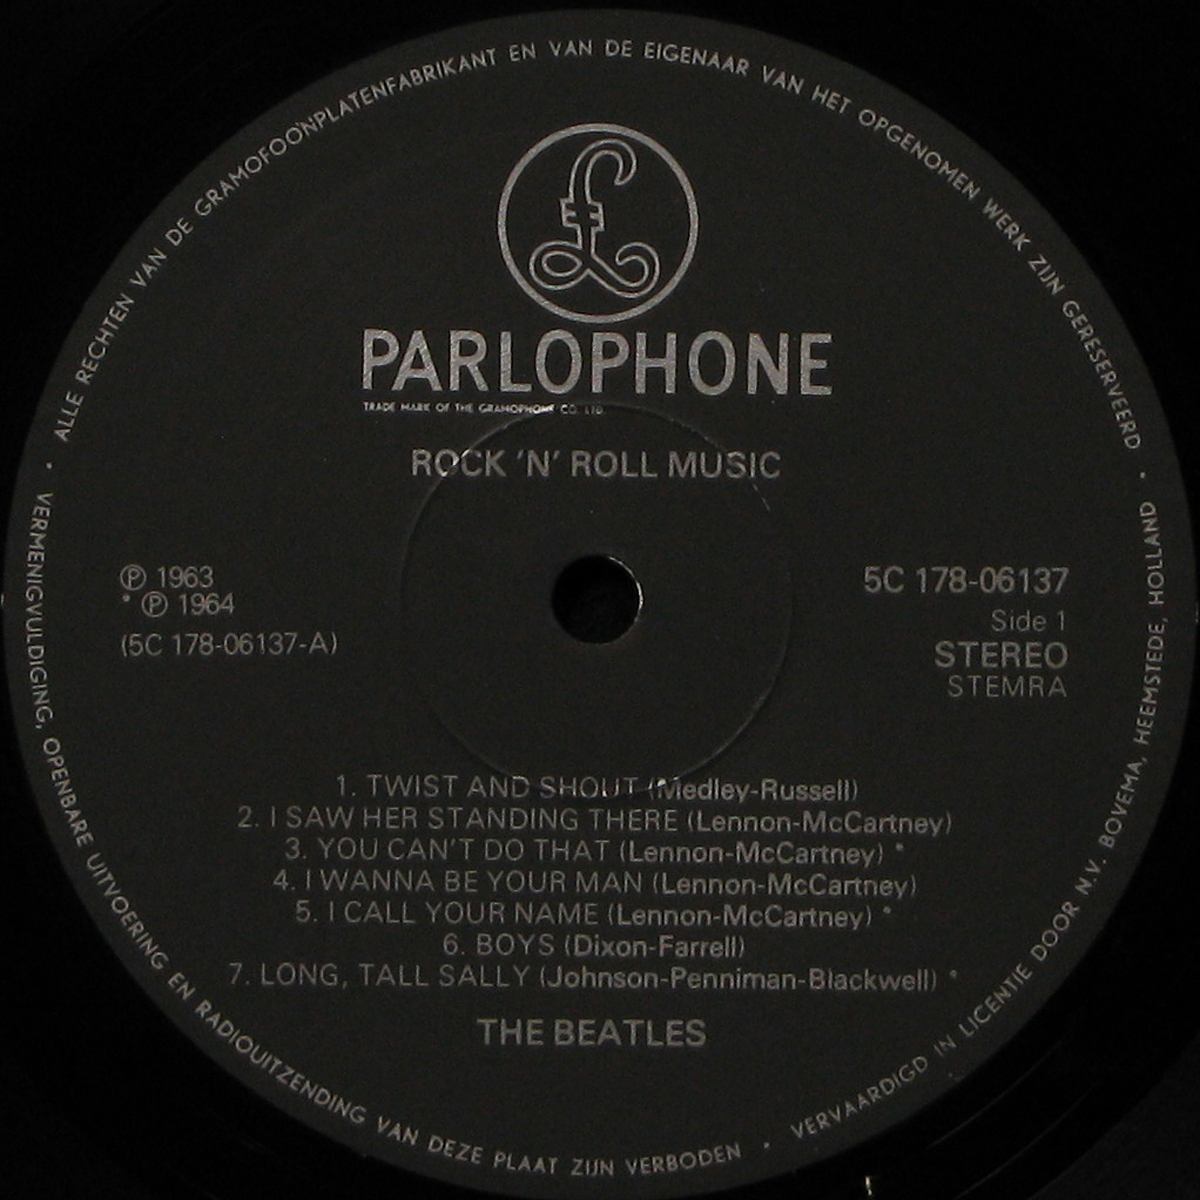 ALLE RECHTEN VAN DE GRAMOFOONPLATENFABRIKANT EN VAN DE EIGENAAR VAN HET OPGENOMEN WERK ZIJN GERESERVEERD •
£
PARLOPHONE
TRADE MARK OF THE GRAMOPHONE CO. LTD.
ROCK 'N' ROLL MUSIC
℗ 1963
* ℗ 1964
(5C 178-06137-A)
5C 178-06137
Side 1
STEREO
STEMRA
1. TWIST AND SHOUT (Medley-Russell)
2. I SAW HER STANDING THERE (Lennon-McCartney)
3. YOU CAN'T DO THAT (Lennon-McCartney) *
4. I WANNA BE YOUR MAN (Lennon-McCartney)
5. I CALL YOUR NAME (Lennon-McCartney) *
6. BOYS (Dixon-Farrell)
7. LONG, TALL SALLY (Johnson-Penniman-Blackwell) *
THE BEATLES
• VERMENIGVULDIGING, OPENBARE UITVOERING EN RADIOUITZENDING VAN DEZE PLAAT ZIJN VERBODEN •
VERVAARDIGD IN LICENTIE DOOR N.V. BOVEMA, HEEMSTEDE, HOLLAND